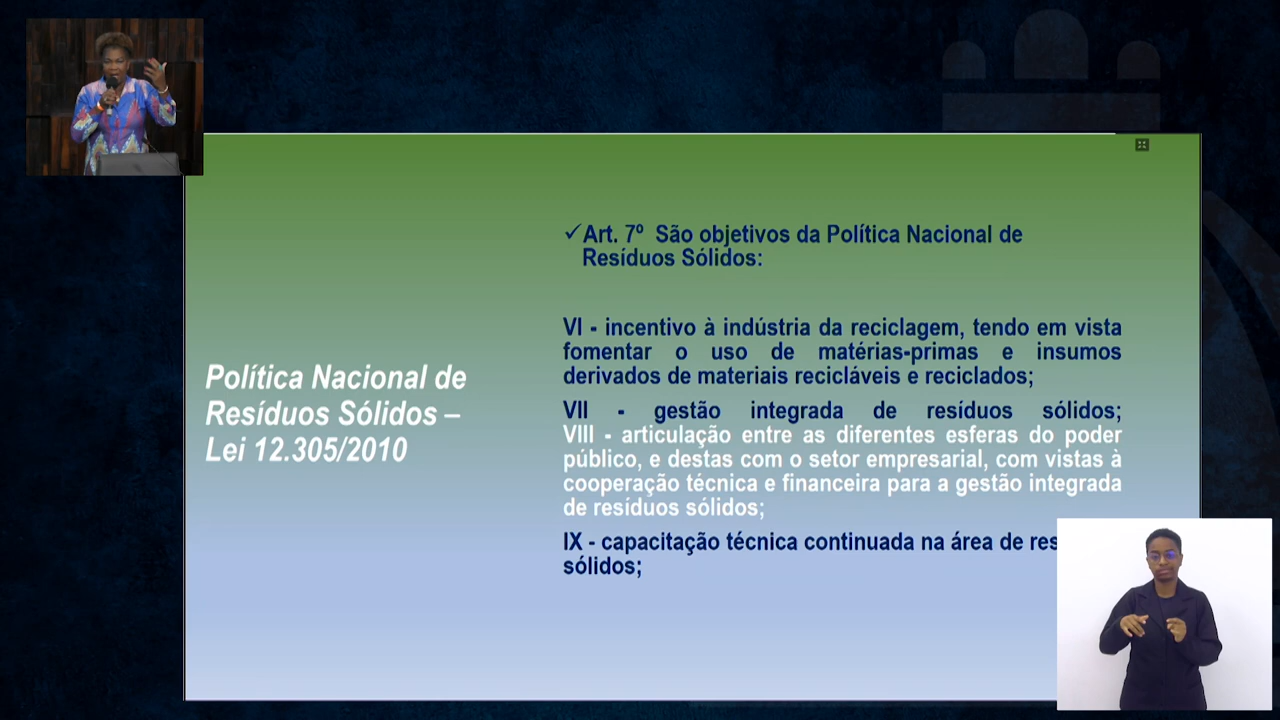 Política Nacional de
Resíduos Sólidos –
Lei 12.305/2010
✓Art. 7º São objetivos da Política Nacional de
Resíduos Sólidos:
VI - incentivo à indústria da reciclagem, tendo em vista
fomentar o uso de matérias-primas e insumos
derivados de materiais recicláveis e reciclados;
VII - gestão integrada de resíduos sólidos;
VIII - articulação entre as diferentes esferas do poder
público, e destas com o setor empresarial, com vistas à
cooperação técnica e financeira para a gestão integrada
de resíduos sólidos;
IX - capacitação técnica continuada na área de
sólidos;